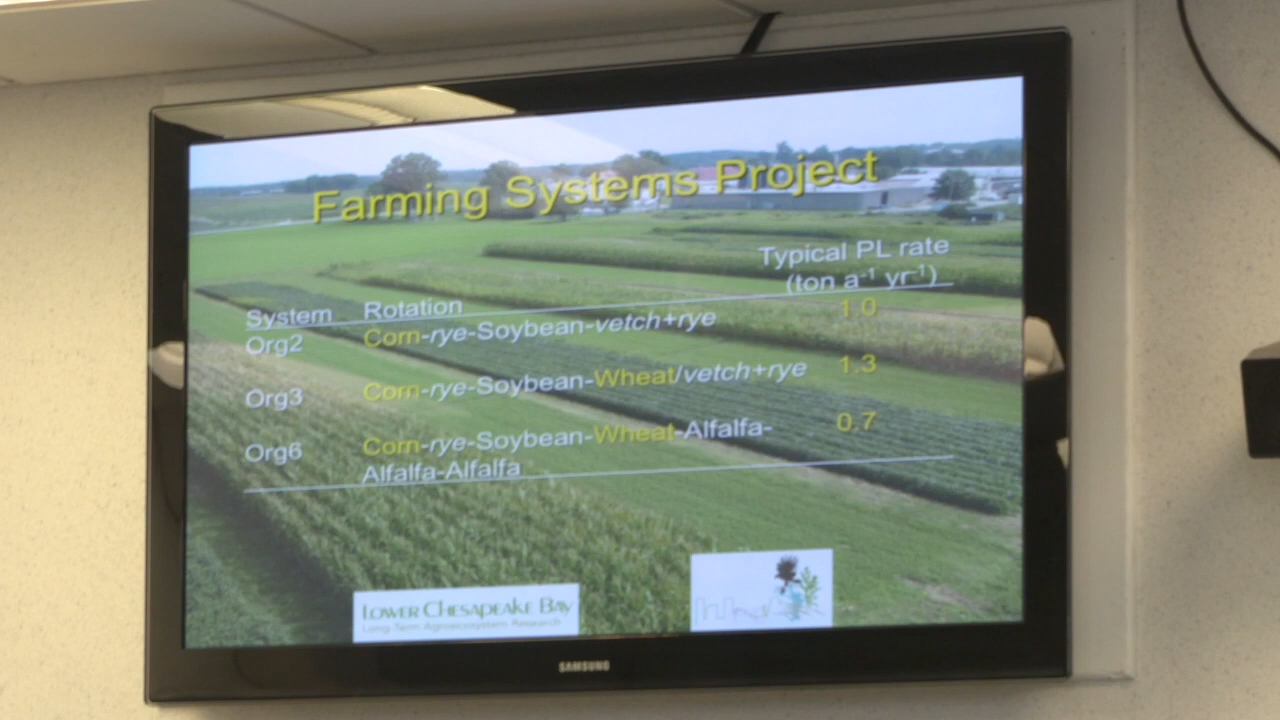 Farming Systems Project
Typical PL rate
(ton a⁻¹ yr⁻¹)
System Rotation
Org2 Corn-rye-Soybean-vetch+rye 1.0
Org3 Corn-rye-Soybean-Wheat/vetch+rye 1.3
Org6 Corn-rye-Soybean-Wheat-Alfalfa- 0.7
Alfalfa-Alfalfa
LOWER CHESAPEAKE BAY
Long-Term Agroecosystem Research
SAMSUNG